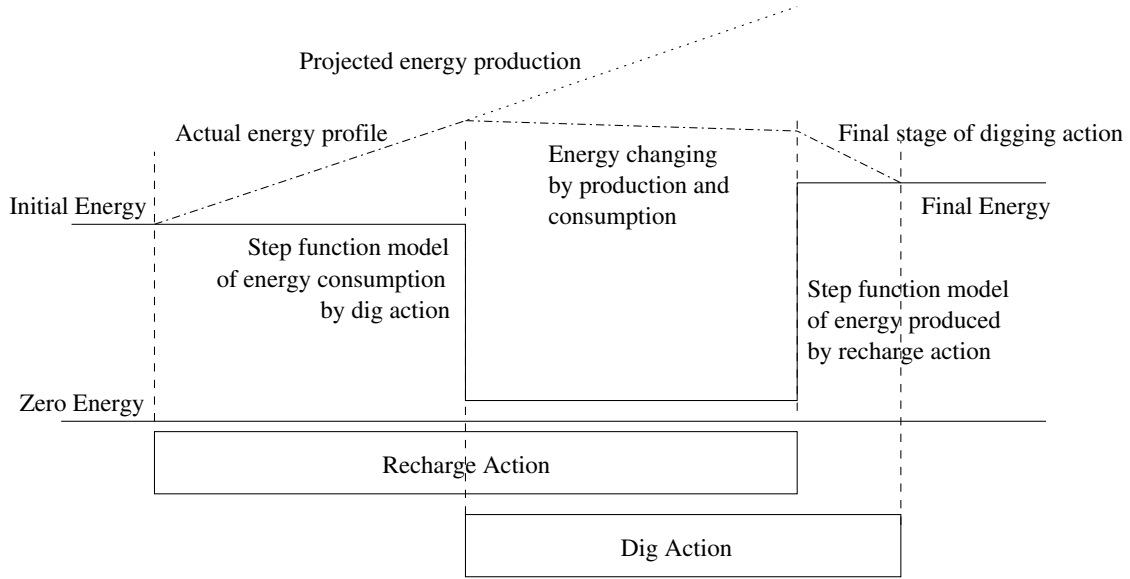 Projected energy production
Actual energy profile
Final stage of digging action
Energy changing
by production and
consumption
Initial Energy
Final Energy
Step function model
of energy consumption
by dig action
Step function model
of energy produced
by recharge action
Zero Energy
Recharge Action
Dig Action